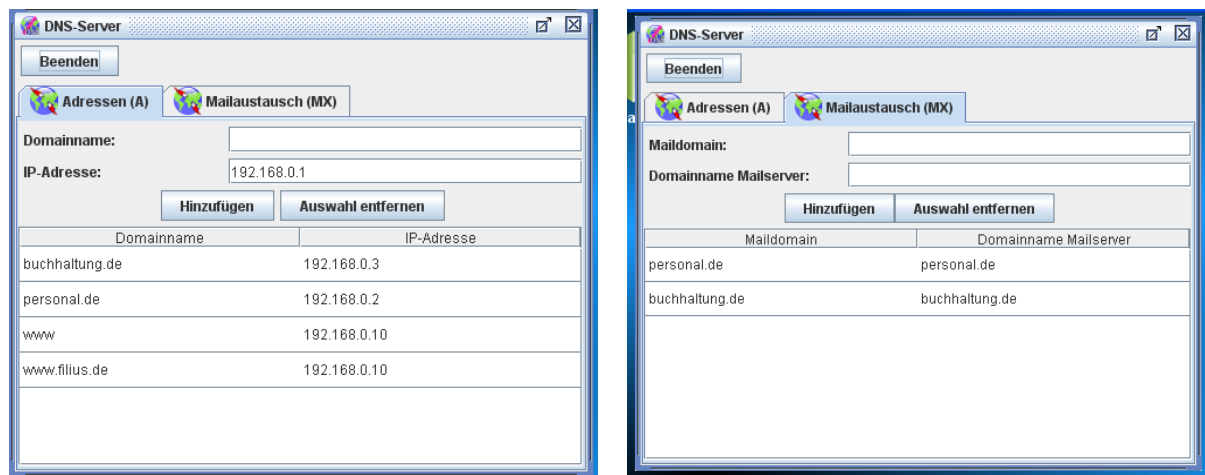 DNS-Server
Beenden
Adressen (A) Mailaustausch (MX)
Domainname:
IP-Adresse: 192.168.0.1
Hinzufügen Auswahl entfernen
Domainname IP-Adresse
buchhaltung.de 192.168.0.3
personal.de 192.168.0.2
www 192.168.0.10
www.filius.de 192.168.0.10
DNS-Server
Beenden
Adressen (A) Mailaustausch (MX)
Maildomain:
Domainname Mailserver:
Hinzufügen Auswahl entfernen
Maildomain Domainname Mailserver
personal.de personal.de
buchhaltung.de buchhaltung.de